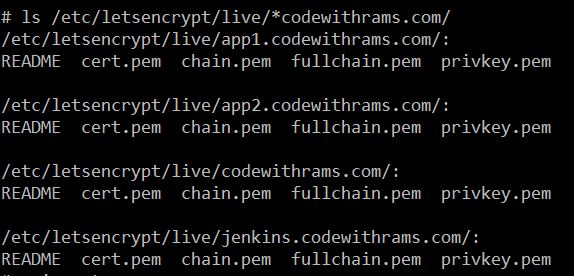 # ls /etc/letsencrypt/live/*codewithrams.com/
/etc/letsencrypt/live/app1.codewithrams.com/:
README  cert.pem  chain.pem  fullchain.pem  privkey.pem
/etc/letsencrypt/live/app2.codewithrams.com/:
README  cert.pem  chain.pem  fullchain.pem  privkey.pem
/etc/letsencrypt/live/codewithrams.com/:
README  cert.pem  chain.pem  fullchain.pem  privkey.pem
/etc/letsencrypt/live/jenkins.codewithrams.com/:
README  cert.pem  chain.pem  fullchain.pem  privkey.pem